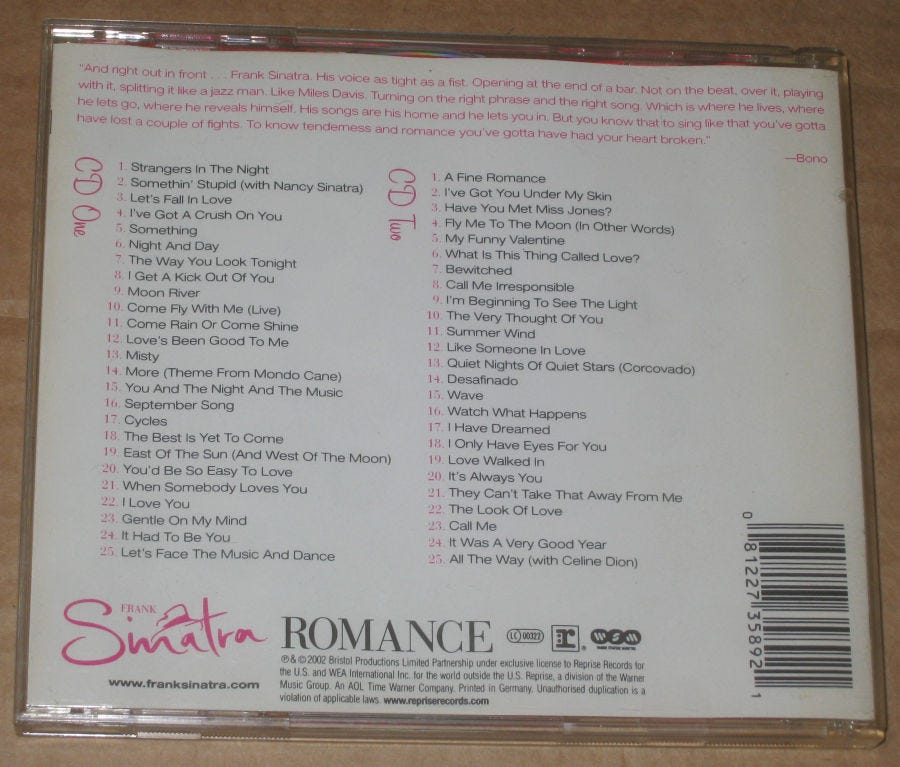 "And right out in front . . . Frank Sinatra. His voice as tight as a fist. Opening at the end of a bar. Not on the beat, over it, playing
with it, splitting it like a jazz man. Like Miles Davis. Turning on the right phrase and the right song. Which is where he lives, where
he lets go, where he reveals himself. His songs are his home and he lets you in. But you know that to sing like that you've gotta
have lost a couple of fights. To know tenderness and romance you've gotta have had your heart broken."
—Bono
CD One
1. Strangers In The Night
2. Somethin' Stupid (with Nancy Sinatra)
3. Let's Fall In Love
4. I've Got A Crush On You
5. Something
6. Night And Day
7. The Way You Look Tonight
8. I Get A Kick Out Of You
9. Moon River
10. Come Fly With Me (Live)
11. Come Rain Or Come Shine
12. Love's Been Good To Me
13. Misty
14. More (Theme From Mondo Cane)
15. You And The Night And The Music
16. September Song
17. Cycles
18. The Best Is Yet To Come
19. East Of The Sun (And West Of The Moon)
20. You'd Be So Easy To Love
21. When Somebody Loves You
22. I Love You
23. Gentle On My Mind
24. It Had To Be You
25. Let's Face The Music And Dance
CD Two
1. A Fine Romance
2. I've Got You Under My Skin
3. Have You Met Miss Jones?
4. Fly Me To The Moon (In Other Words)
5. My Funny Valentine
6. What Is This Thing Called Love?
7. Bewitched
8. Call Me Irresponsible
9. I'm Beginning To See The Light
10. The Very Thought Of You
11. Summer Wind
12. Like Someone In Love
13. Quiet Nights Of Quiet Stars (Corcovado)
14. Desafinado
15. Wave
16. Watch What Happens
17. I Have Dreamed
18. I Only Have Eyes For You
19. Love Walked In
20. It's Always You
21. They Can't Take That Away From Me
22. The Look Of Love
23. Call Me
24. It Was A Very Good Year
25. All The Way (with Celine Dion)
0 81227 35892 1
FRANK
Sinatra
ROMANCE
LC 00322
r
wsm
www.franksinatra.com
℗ & © 2002 Bristol Productions Limited Partnership under exclusive license to Reprise Records for
the U.S. and WEA International Inc. for the world outside the U.S. Reprise, a division of the Warner
Music Group. An AOL Time Warner Company. Printed in Germany. Unauthorised duplication is a
violation of applicable laws. www.repriserecords.com